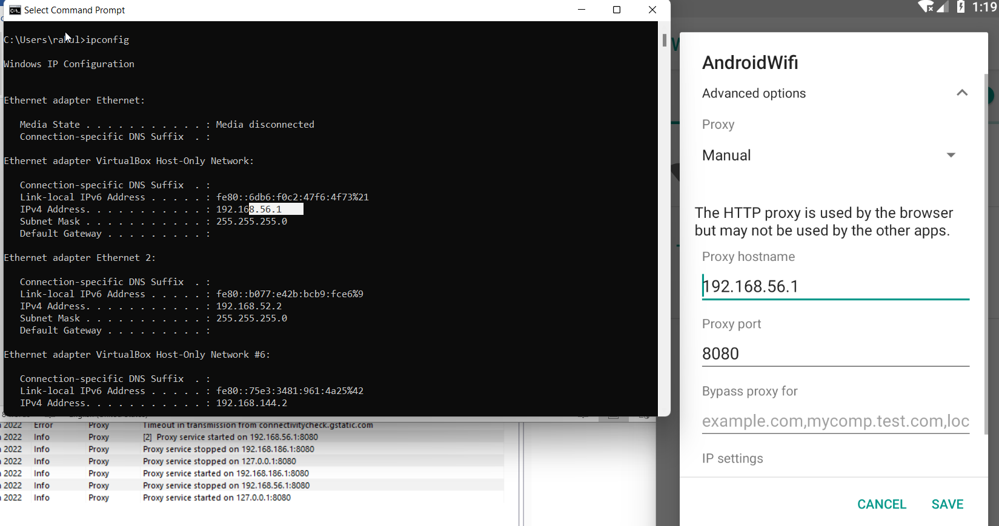 Select Command Prompt
C:\Users\rahul>ipconfig
Windows IP Configuration
Ethernet adapter Ethernet:
Media State . . . . . . . . . . . : Media disconnected
Connection-specific DNS Suffix . :
Ethernet adapter VirtualBox Host-Only Network:
Connection-specific DNS Suffix . :
Link-local IPv6 Address . . . . . : fe80::6db6:f0c2:47f6:4f73%21
IPv4 Address. . . . . . . . . . . : 192.168.56.1
Subnet Mask . . . . . . . . . . . : 255.255.255.0
Default Gateway . . . . . . . . . :
Ethernet adapter Ethernet 2:
Connection-specific DNS Suffix . :
Link-local IPv6 Address . . . . . : fe80::b077:e42b:bcb9:fce6%9
IPv4 Address. . . . . . . . . . . : 192.168.52.2
Subnet Mask . . . . . . . . . . . : 255.255.255.0
Default Gateway . . . . . . . . . :
Ethernet adapter VirtualBox Host-Only Network #6:
Connection-specific DNS Suffix . :
Link-local IPv6 Address . . . . . : fe80::75e3:3481:961:4a25%42
IPv4 Address. . . . . . . . . . . : 192.168.144.2
2022 Error Proxy Timeout in transmission from connectivitycheck.gstatic.com
2022 Info Proxy [2] Proxy service started on 192.168.56.1:8080
2022 Info Proxy Proxy service stopped on 192.168.186.1:8080
2022 Info Proxy Proxy service stopped on 127.0.0.1:8080
2022 Info Proxy Proxy service started on 192.168.186.1:8080
2022 Info Proxy Proxy service stopped on 192.168.56.1:8080
2022 Info Proxy Proxy service started on 127.0.0.1:8080
1:19
AndroidWifi
Advanced options
Proxy
Manual
The HTTP proxy is used by the browser
but may not be used by the other apps.
Proxy hostname
192.168.56.1
Proxy port
8080
Bypass proxy for
example.com,mycomp.test.com,loc
IP settings
CANCEL SAVE